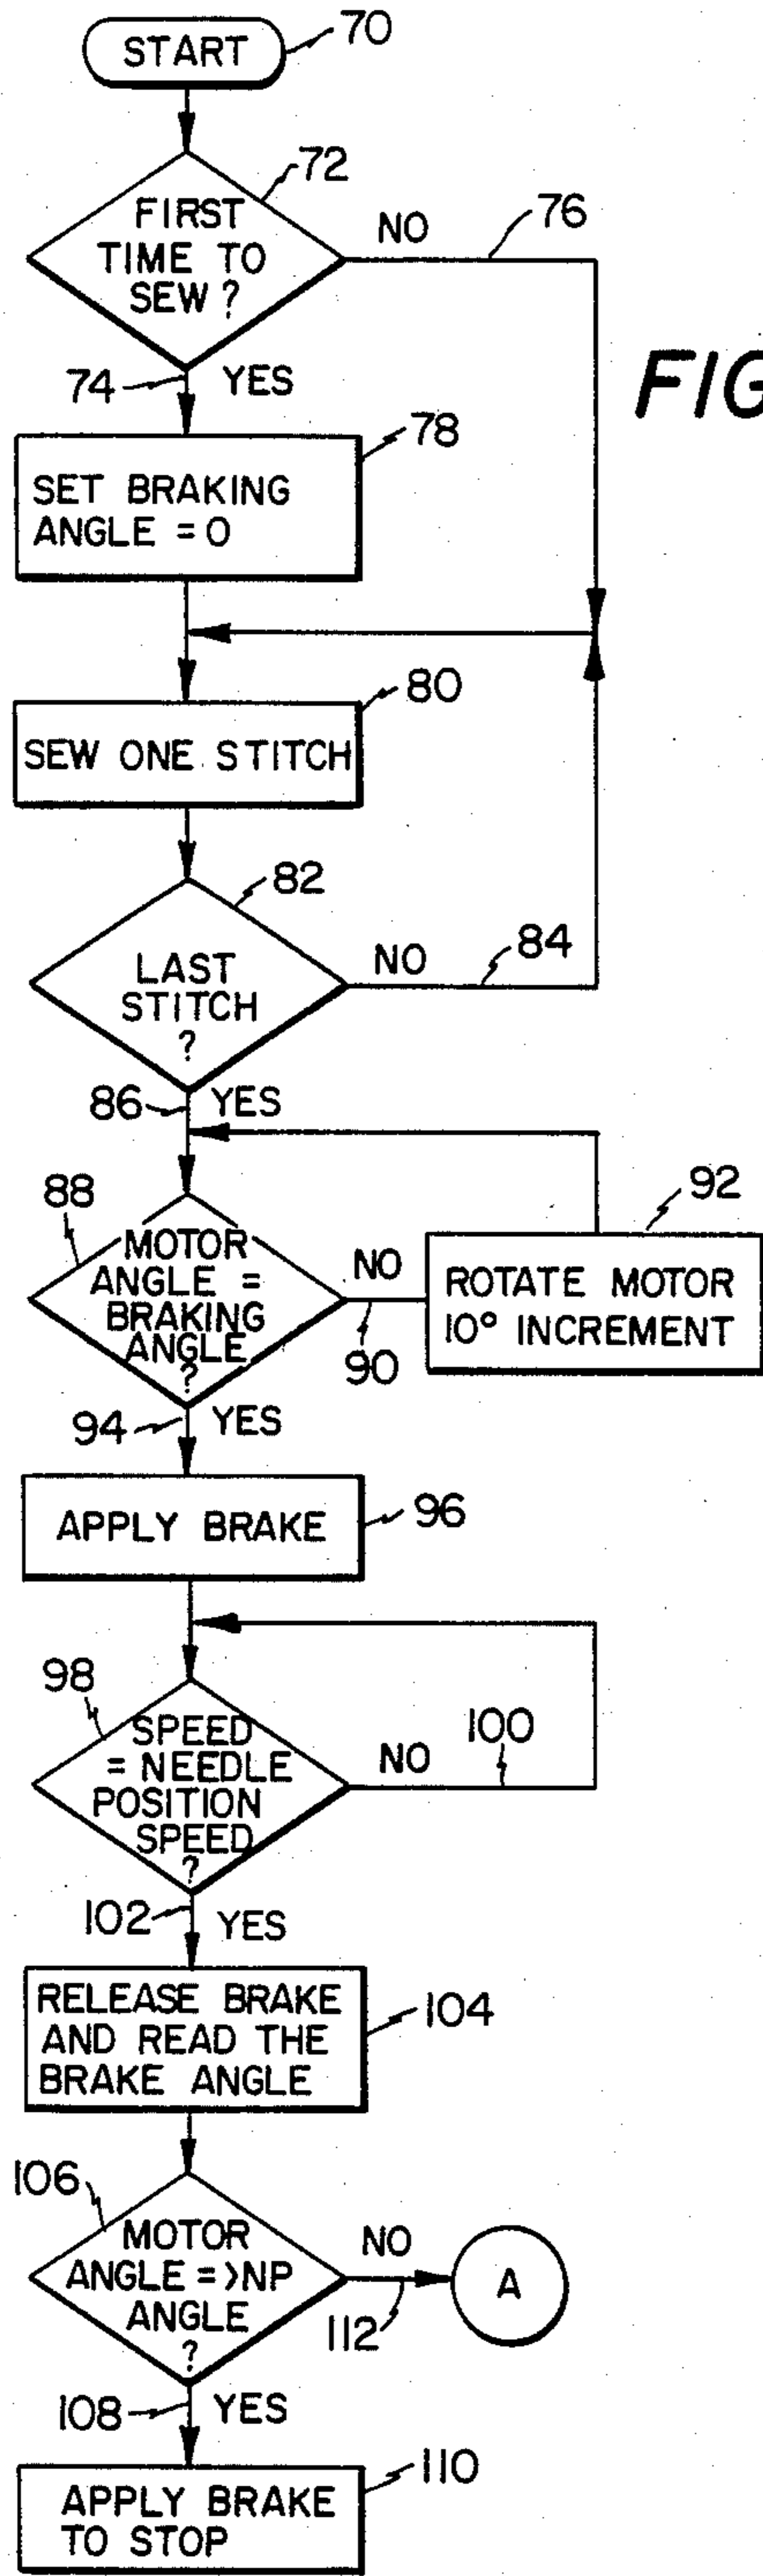 START
70
72
FIRST
TIME TO
SEW?
NO
76
74
YES
FIG
78
SET BRAKING
ANGLE = 0
80
SEW ONE STITCH
82
LAST
STITCH
?
NO
84
86
YES
88
MOTOR
ANGLE =
BRAKING
ANGLE
?
NO
90
92
ROTATE MOTOR
10° INCREMENT
94
YES
APPLY BRAKE
96
98
SPEED
= NEEDLE
POSITION
SPEED
?
NO
100
102
YES
RELEASE BRAKE
AND READ THE
BRAKE ANGLE
104
106
MOTOR
ANGLE =>NP
ANGLE
?
NO
112
A
108
YES
110
APPLY BRAKE
TO STOP